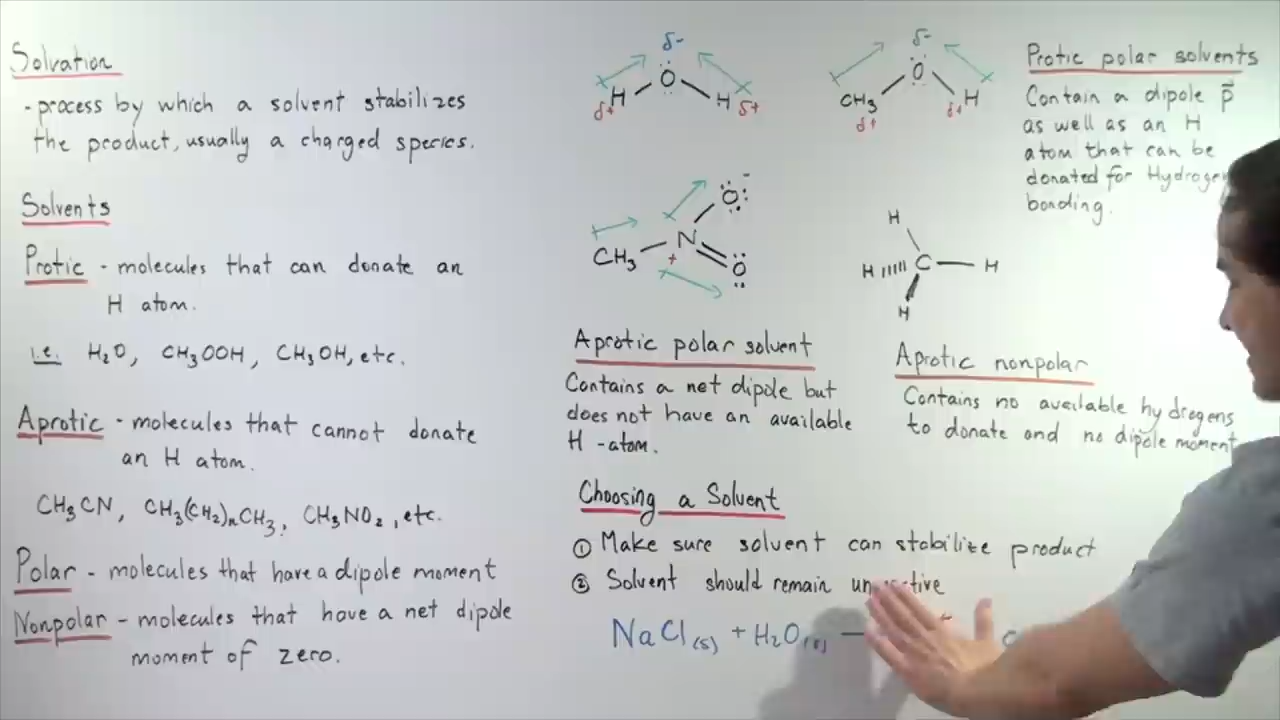 Solvation
- process by which a solvent stabilizes
the product, usually a charged species.
Solvents
Protic - molecules that can donate an
H atom.
i.e. H₂O, CH₃OOH, CH₃OH, etc.
Aprotic - molecules that cannot donate
an H atom.
CH₃CN, CH₃(CH₂)ₙCH₃, CH₃NO₂, etc.
Polar - molecules that have a dipole moment
Nonpolar - molecules that have a net dipole
moment of zero.
δ-
H O H
δ+ δ+
δ-
CH₃ O H
δ+ δ+
O -
CH₃ N
+ O
Aprotic polar solvent
Contains a net dipole but
does not have an available
H-atom.
Protic polar solvents
Contain a dipole p⃗
as well as an H
atom that can be
donated for
bonding.
H
H C H
H
Aprotic nonpolar
Contains no available hydrogens
to donate and no dipole moment
Choosing a Solvent
① Make sure solvent can stabilize product
② Solvent should remain
NaCl(s) + H₂O(l) —